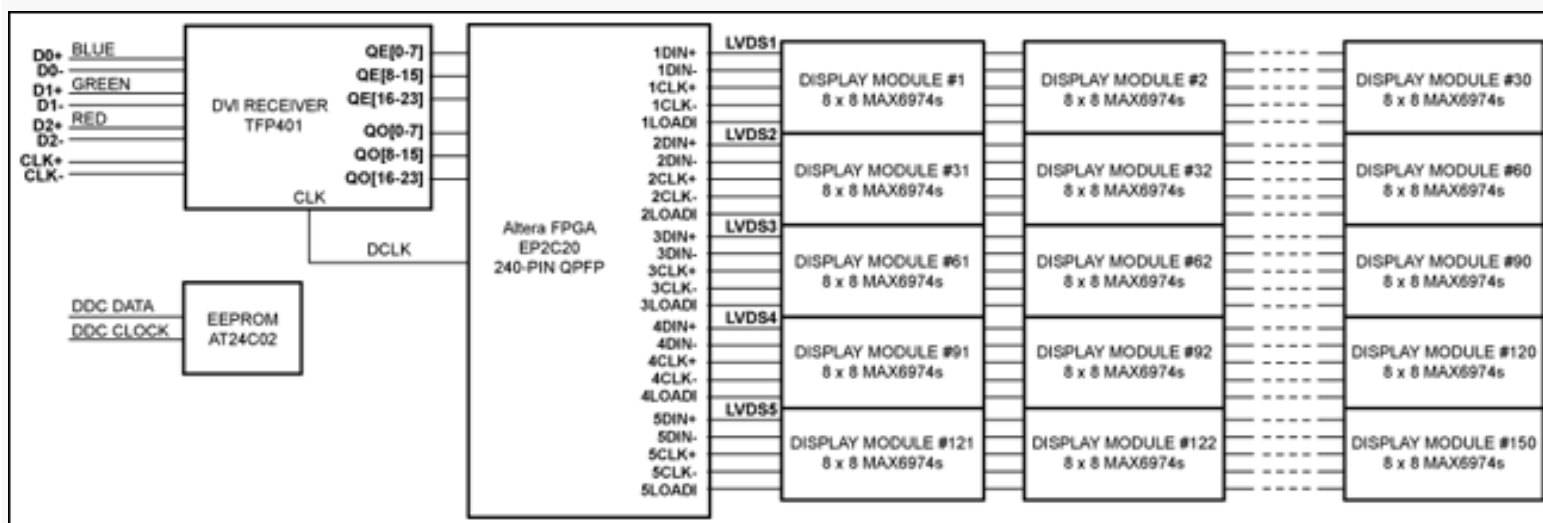 D0+ BLUE
D0-
D1+ GREEN
D1-
D2+ RED
D2-
CLK+
CLK-
DVI RECEIVER
TFP401
QE[0-7]
QE[8-15]
QE[16-23]
QO[0-7]
QO[8-15]
QO[16-23]
CLK
DCLK
DDC DATA
DDC CLOCK
EEPROM
AT24C02
Altera FPGA
EP2C20
240-PIN QPFP
1DIN+
1DIN-
1CLK+
1CLK-
1LOADI
2DIN+
2DIN-
2CLK+
2CLK-
2LOADI
3DIN+
3DIN-
3CLK+
3CLK-
3LOADI
4DIN+
4DIN-
4CLK+
4CLK-
4LOADI
5DIN+
5DIN-
5CLK+
5CLK-
5LOADI
LVDS1
DISPLAY MODULE #1
8 x 8 MAX6974s
DISPLAY MODULE #2
8 x 8 MAX6974s
DISPLAY MODULE #30
8 x 8 MAX6974s
LVDS2
DISPLAY MODULE #31
8 x 8 MAX6974s
DISPLAY MODULE #32
8 x 8 MAX6974s
DISPLAY MODULE #60
8 x 8 MAX6974s
LVDS3
DISPLAY MODULE #61
8 x 8 MAX6974s
DISPLAY MODULE #62
8 x 8 MAX6974s
DISPLAY MODULE #90
8 x 8 MAX6974s
LVDS4
DISPLAY MODULE #91
8 x 8 MAX6974s
DISPLAY MODULE #92
8 x 8 MAX6974s
DISPLAY MODULE #120
8 x 8 MAX6974s
LVDS5
DISPLAY MODULE #121
8 x 8 MAX6974s
DISPLAY MODULE #122
8 x 8 MAX6974s
DISPLAY MODULE #150
8 x 8 MAX6974s